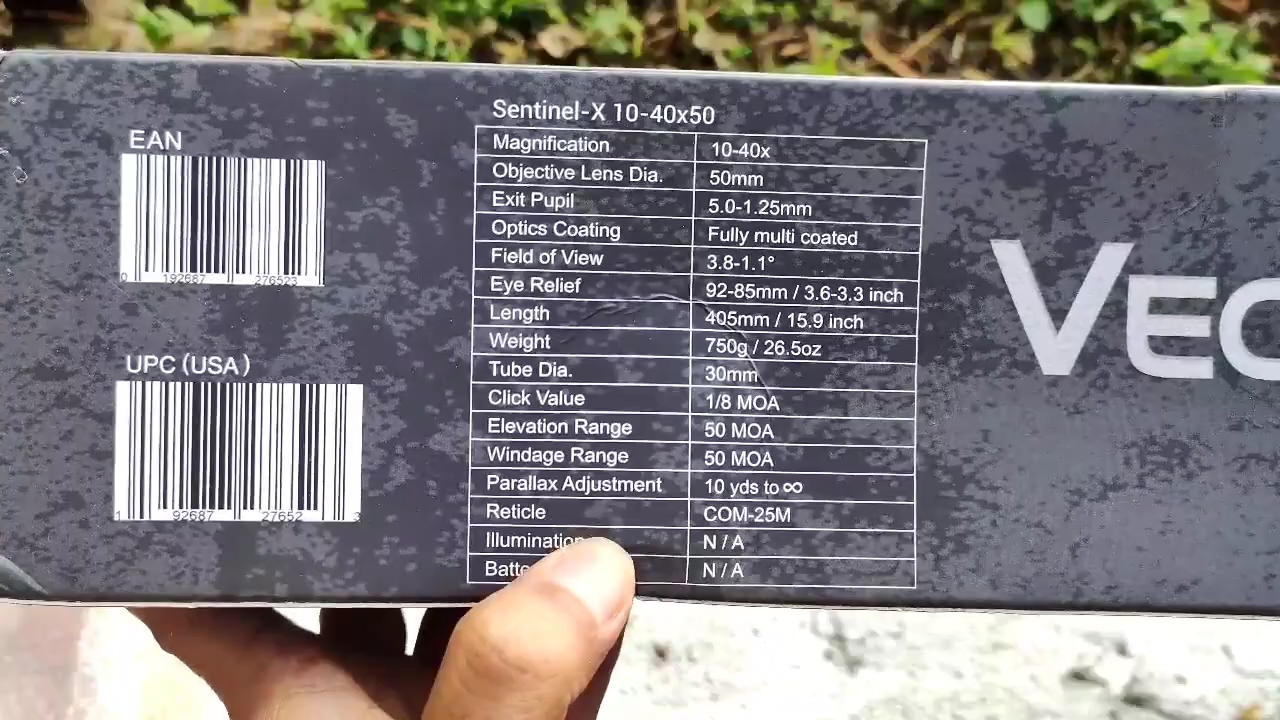 EAN
0 192687 276523
UPC (USA)
1 92687 27652 3
Sentinel-X 10-40x50
Magnification 10-40x
Objective Lens Dia. 50mm
Exit Pupil 5.0-1.25mm
Optics Coating Fully multi coated
Field of View 3.8-1.1°
Eye Relief 92-85mm / 3.6-3.3 inch
Length 405mm / 15.9 inch
Weight 750g / 26.5oz
Tube Dia. 30mm
Click Value 1/8 MOA
Elevation Range 50 MOA
Windage Range 50 MOA
Parallax Adjustment 10 yds to ∞
Reticle COM-25M
Illumination N / A
N / A